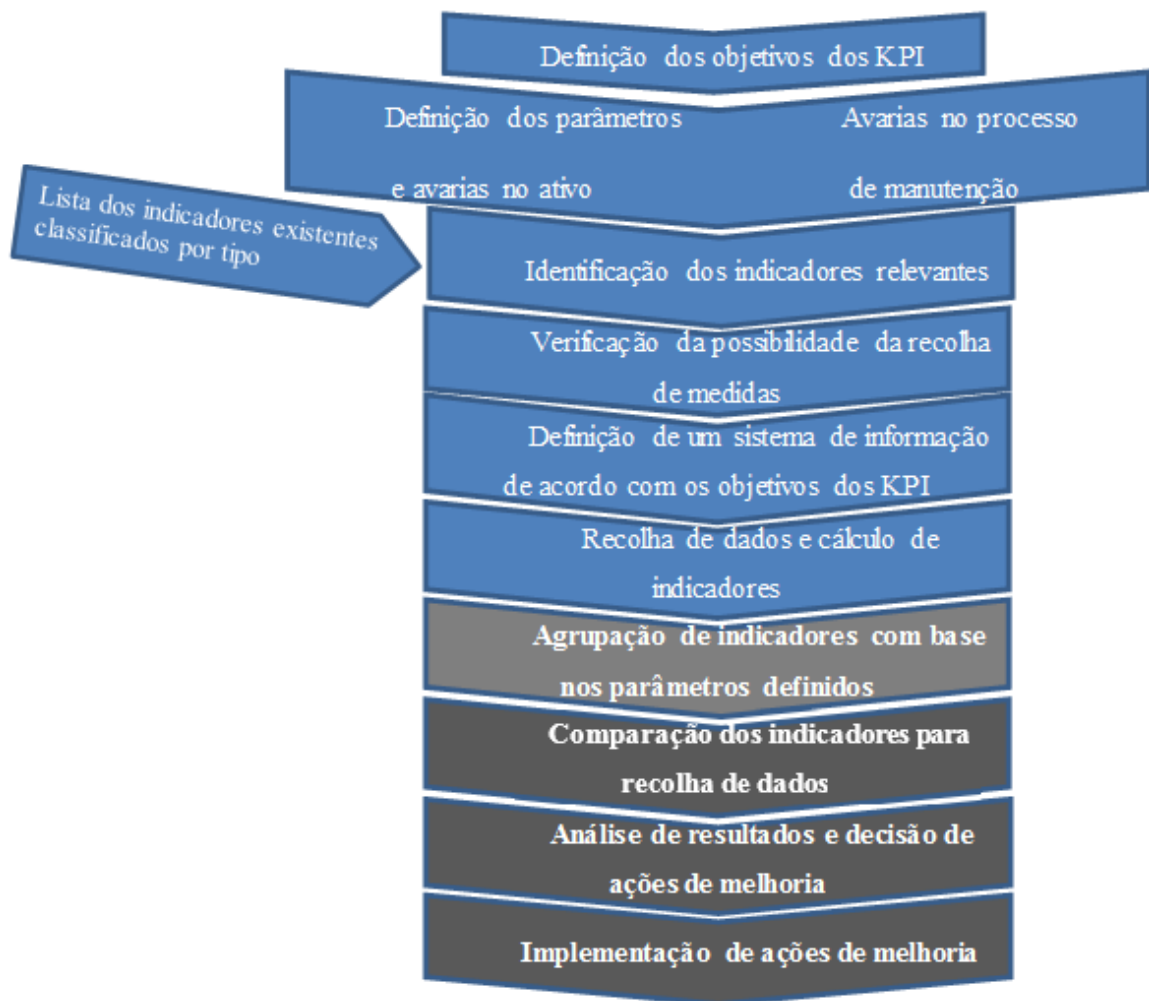 Definição dos objetivos dos KPI
Definição dos parâmetros
e avarias no ativo
Avarias no processo
de manutenção
Lista dos indicadores existentes
classificados por tipo
Identificação dos indicadores relevantes
Verificação da possibilidade da recolha
de medidas
Definição de um sistema de informação
de acordo com os objetivos dos KPI
Recolha de dados e cálculo de
indicadores
Agrupação de indicadores com base
nos parâmetros definidos
Comparação dos indicadores para
recolha de dados
Análise de resultados e decisão de
ações de melhoria
Implementação de ações de melhoria